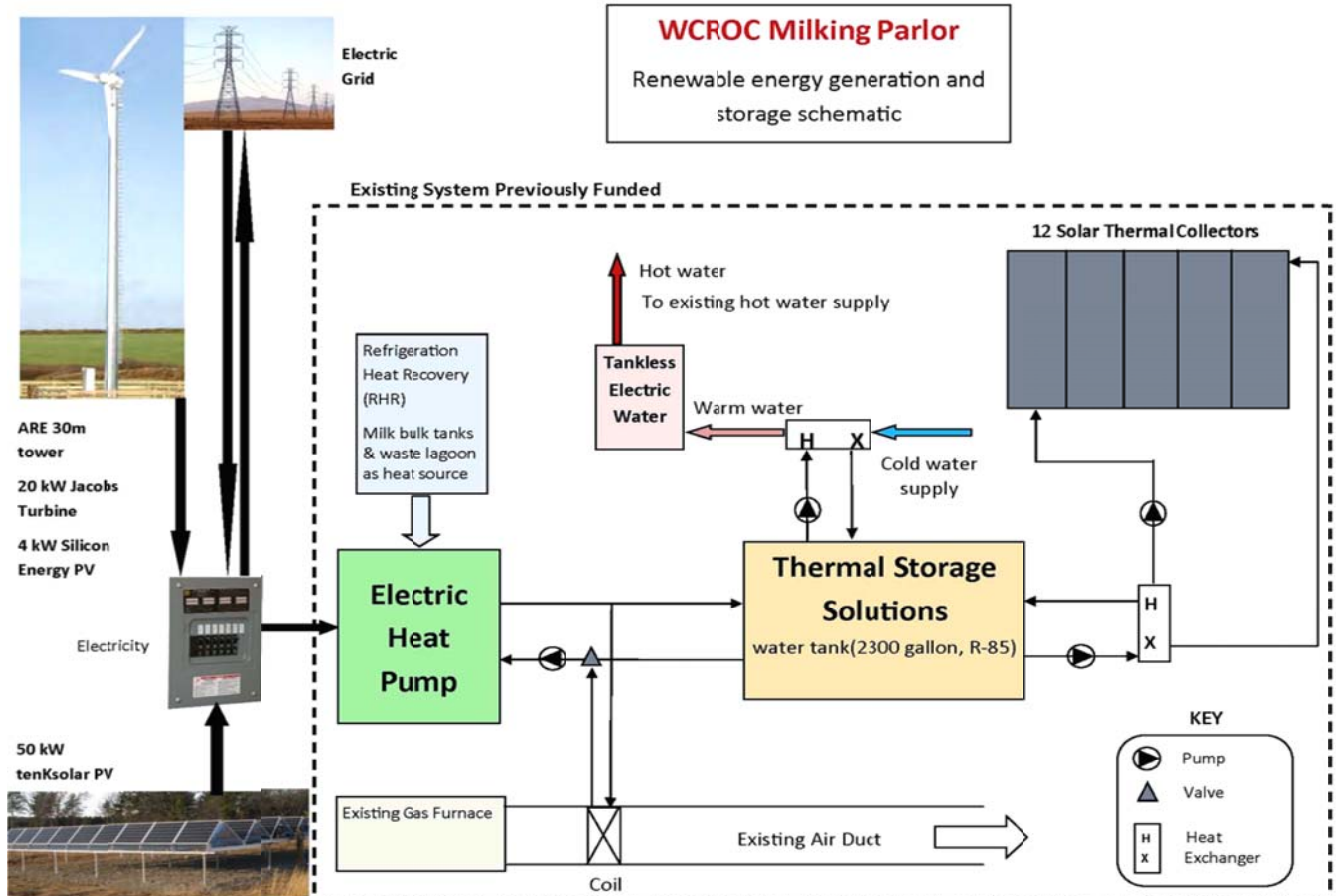 WCROC Milking Parlor
Renewable energy generation and
storage schematic
Electric
Grid
Existing System Previously Funded
12 Solar Thermal Collectors
Hot water
To existing hot water supply
Refrigeration
Heat Recovery
(RHR)
Milk bulk tanks
& waste lagoon
as heat source
Tankless
Electric
Water
Warm water
H X
Cold water
supply
ARE 30m
tower
20 kW Jacobs
Turbine
4 kW Silicon
Energy PV
Electricity
Electric
Heat
Pump
Thermal Storage
Solutions
water tank(2300 gallon, R-85)
H
X
50 kW
tenKsolar PV
Existing Gas Furnace
Existing Air Duct
Coil
KEY
Pump
Valve
H
X
Heat
Exchanger